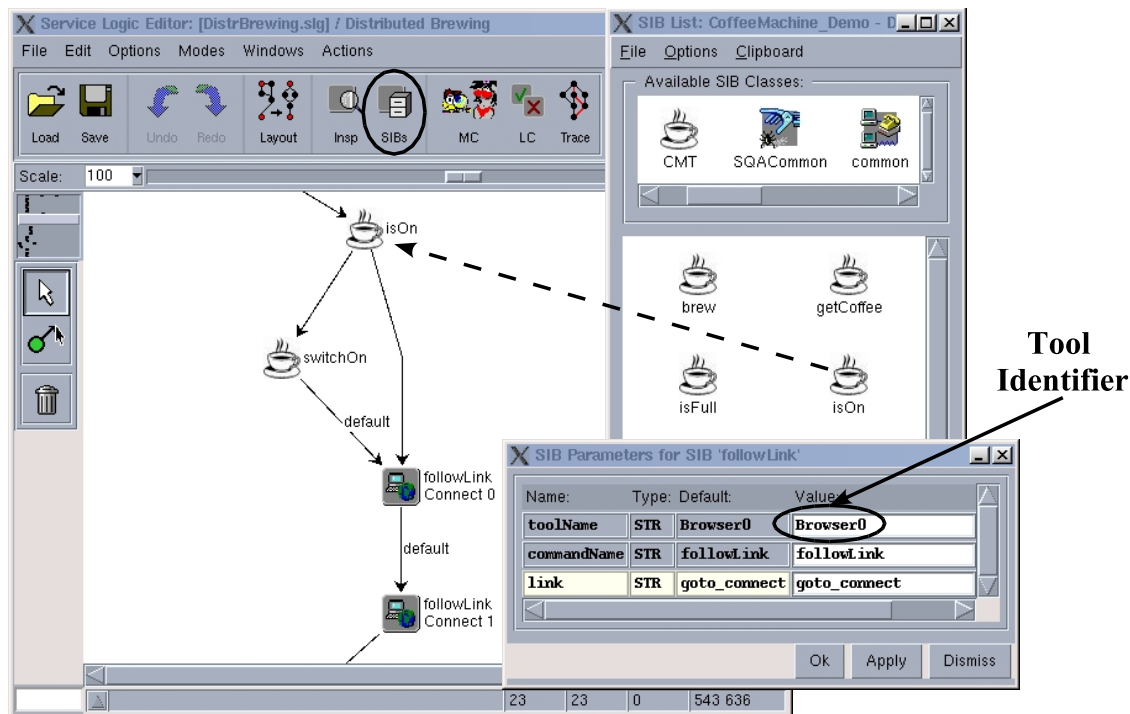 Service Logic Editor: [DistrBrewing.slg] / Distributed Brewing
File Edit Options Modes Windows Actions
Load Save Undo Redo Layout Insp SIBs MC LC Trace
Scale: 100
isOn
switchOn
default
followLink
Connect 0
default
followLink
Connect 1
23 23 0 543 636
SIB List: CoffeeMachine_Demo - D
File Options Clipboard
Available SIB Classes:
CMT SQACommon common
brew getCoffee
isFull isOn
Tool
Identifier
SIB Parameters for SIB 'followLink'
Name: Type: Default: Value:
toolName STR Browser0 Browser0
commandName STR followLink followLink
link STR goto_connect goto_connect
Ok Apply Dismiss